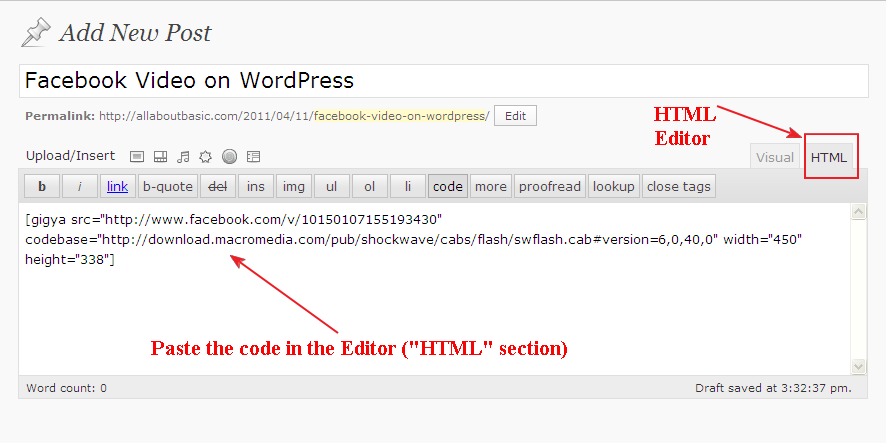 Add New Post
Facebook Video on WordPress
Permalink: http://allaboutbasic.com/2011/04/11/facebook-video-on-wordpress/ Edit
HTML
Editor
Upload/Insert Visual HTML
b i link b-quote del ins img ul ol li code more proofread lookup close tags
[gigya src="http://www.facebook.com/v/10150107155193430"
codebase="http://download.macromedia.com/pub/shockwave/cabs/flash/swflash.cab#version=6,0,40,0" width="450"
height="338"]
Paste the code in the Editor ("HTML" section)
Word count: 0 Draft saved at 3:32:37 pm.